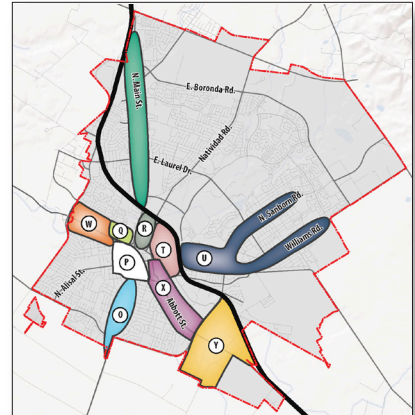 N. Main St.
E. Boronda Rd.
Natividad Rd.
E. Laurel Dr.
N. Sanborn Rd.
Williams Rd.
W
Q
R
T
U
P
N. Alisal St.
X
Abbott St.
O
Y